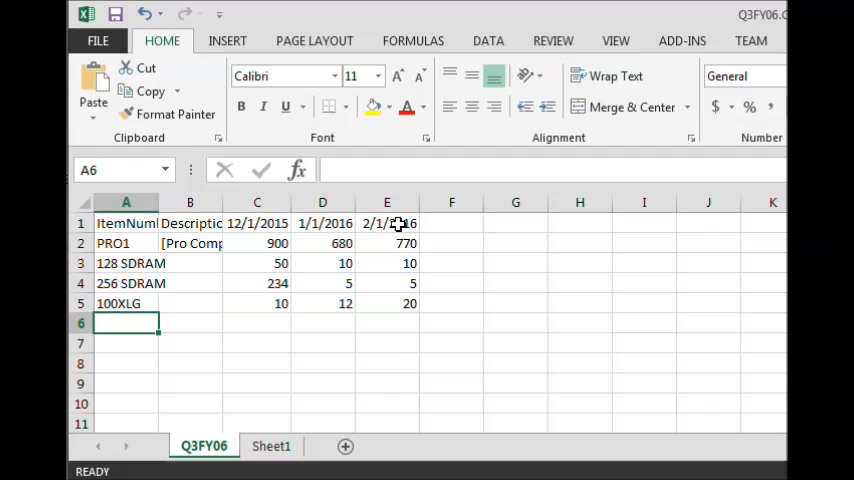 Q3FY06.C
FILE HOME INSERT PAGE LAYOUT FORMULAS DATA REVIEW VIEW ADD-INS TEAM
Cut
Copy
Format Painter
Paste
Clipboard
Calibri 11 A A
B I U A
Font
Wrap Text
Merge & Center
Alignment
General
$ % ,
Number
A6 fx
A B C D E F G H I J K
1 ItemNuml Descriptic 12/1/2015 1/1/2016 2/1/2016
2 PRO1 [Pro Comp 900 680 770
3 128 SDRAM 50 10 10
4 256 SDRAM 234 5 5
5 100XLG 10 12 20
6
7
8
9
10
11
Q3FY06 Sheet1
READY